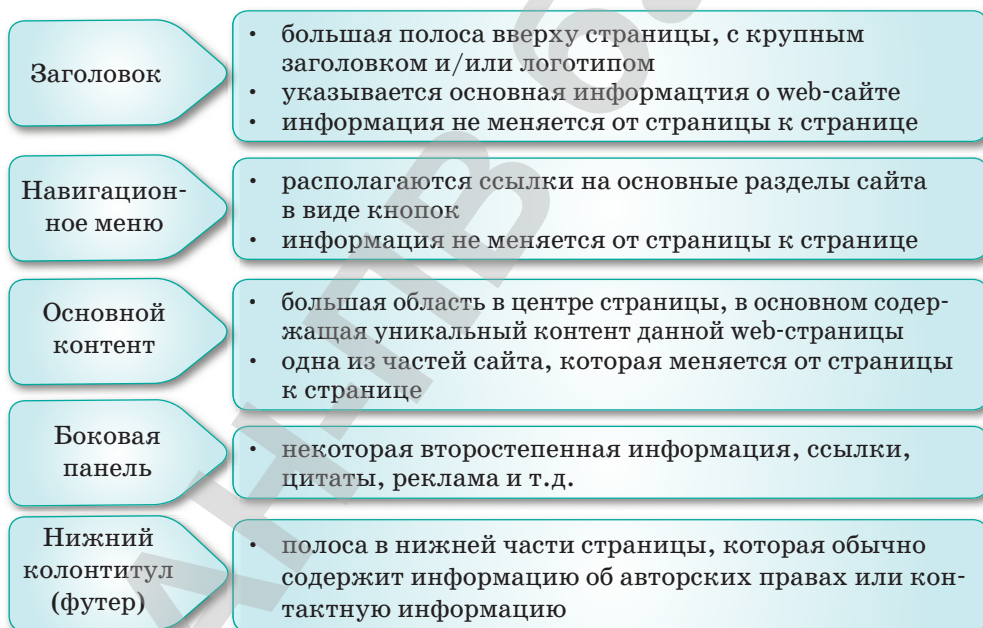 Заголовок
• большая полоса вверху страницы, с крупным
заголовком и/или логотипом
• указывается основная информацтия о web-сайте
• информация не меняется от страницы к странице
Навигацион-
ное меню
• располагаются ссылки на основные разделы сайта
в виде кнопок
• информация не меняется от страницы к странице
Основной
контент
• большая область в центре страницы, в основном содер-
жащая уникальный контент данной web-страницы
• одна из частей сайта, которая меняется от страницы
к странице
Боковая
панель
• некоторая второстепенная информация, ссылки,
цитаты, реклама и т.д.
Нижний
колонтитул
(футер)
• полоса в нижней части страницы, которая обычно
содержит информацию об авторских правах или кон-
тактную информацию